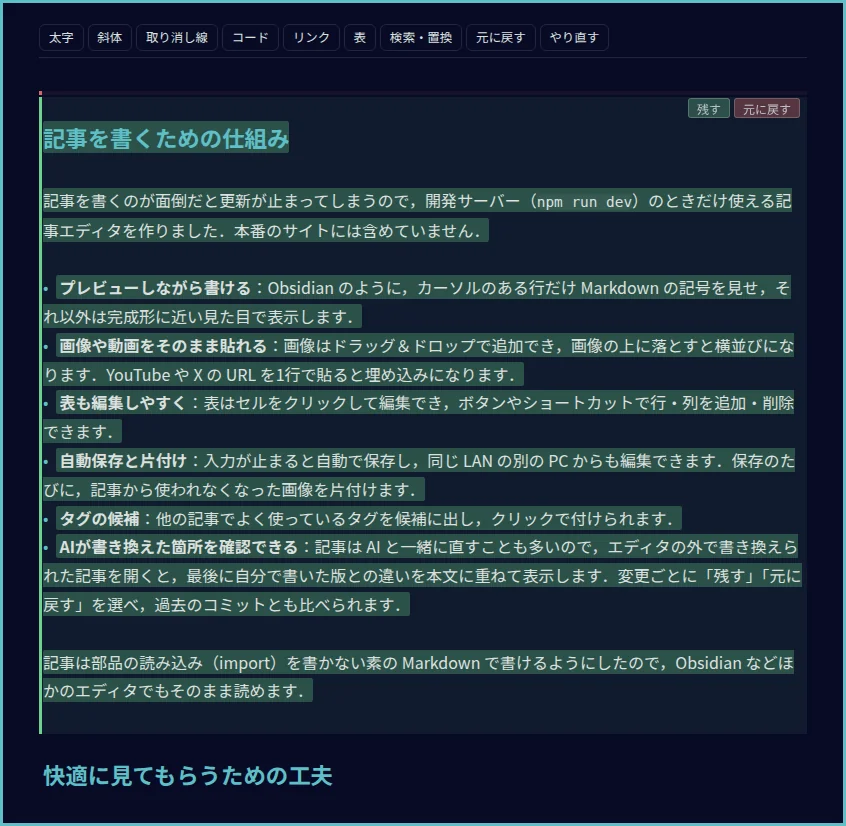 太字 斜体 取り消し線 コード リンク 表 検索・置換 元に戻す やり直す
残す 元に戻す
記事を書くための仕組み
記事を書くのが面倒だと更新が止まってしまうので，開発サーバー（npm run dev）のときだけ使える記
事エディタを作りました．本番のサイトには含めていません．
• プレビューしながら書ける：Obsidian のように，カーソルのある行だけ Markdown の記号を見せ，そ
れ以外は完成形に近い見た目で表示します．
• 画像や動画をそのまま貼れる：画像はドラッグ＆ドロップで追加でき，画像の上に落とすと横並びにな
ります．YouTube や X の URL を1行で貼ると埋め込みになります．
• 表も編集しやすく：表はセルをクリックして編集でき，ボタンやショートカットで行・列を追加・削除
できます．
• 自動保存と片付け：入力が止まると自動で保存し，同じ LAN の別の PC からも編集できます．保存のた
びに，記事から使われなくなった画像を片付けます．
• タグの候補：他の記事でよく使っているタグを候補に出し，クリックで付けられます．
• AIが書き換えた箇所を確認できる：記事は AI と一緒に直すことも多いので，エディタの外で書き換えら
れた記事を開くと，最後に自分で書いた版との違いを本文に重ねて表示します．変更ごとに「残す」「元に
戻す」を選べ，過去のコミットとも比べられます．
記事は部品の読み込み（import）を書かない素の Markdown で書けるようにしたので，Obsidian などほ
かのエディタでもそのまま読めます．
快適に見てもらうための工夫